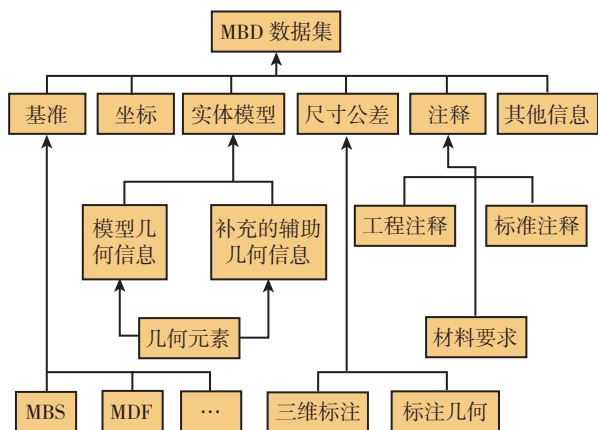 MBD 数据集
基准
坐标
实体模型
尺寸公差
注释
其他信息
模型几
何信息
补充的辅助
几何信息
工程注释
标准注释
几何元素
材料要求
MBS
MDF
…
三维标注
标注几何